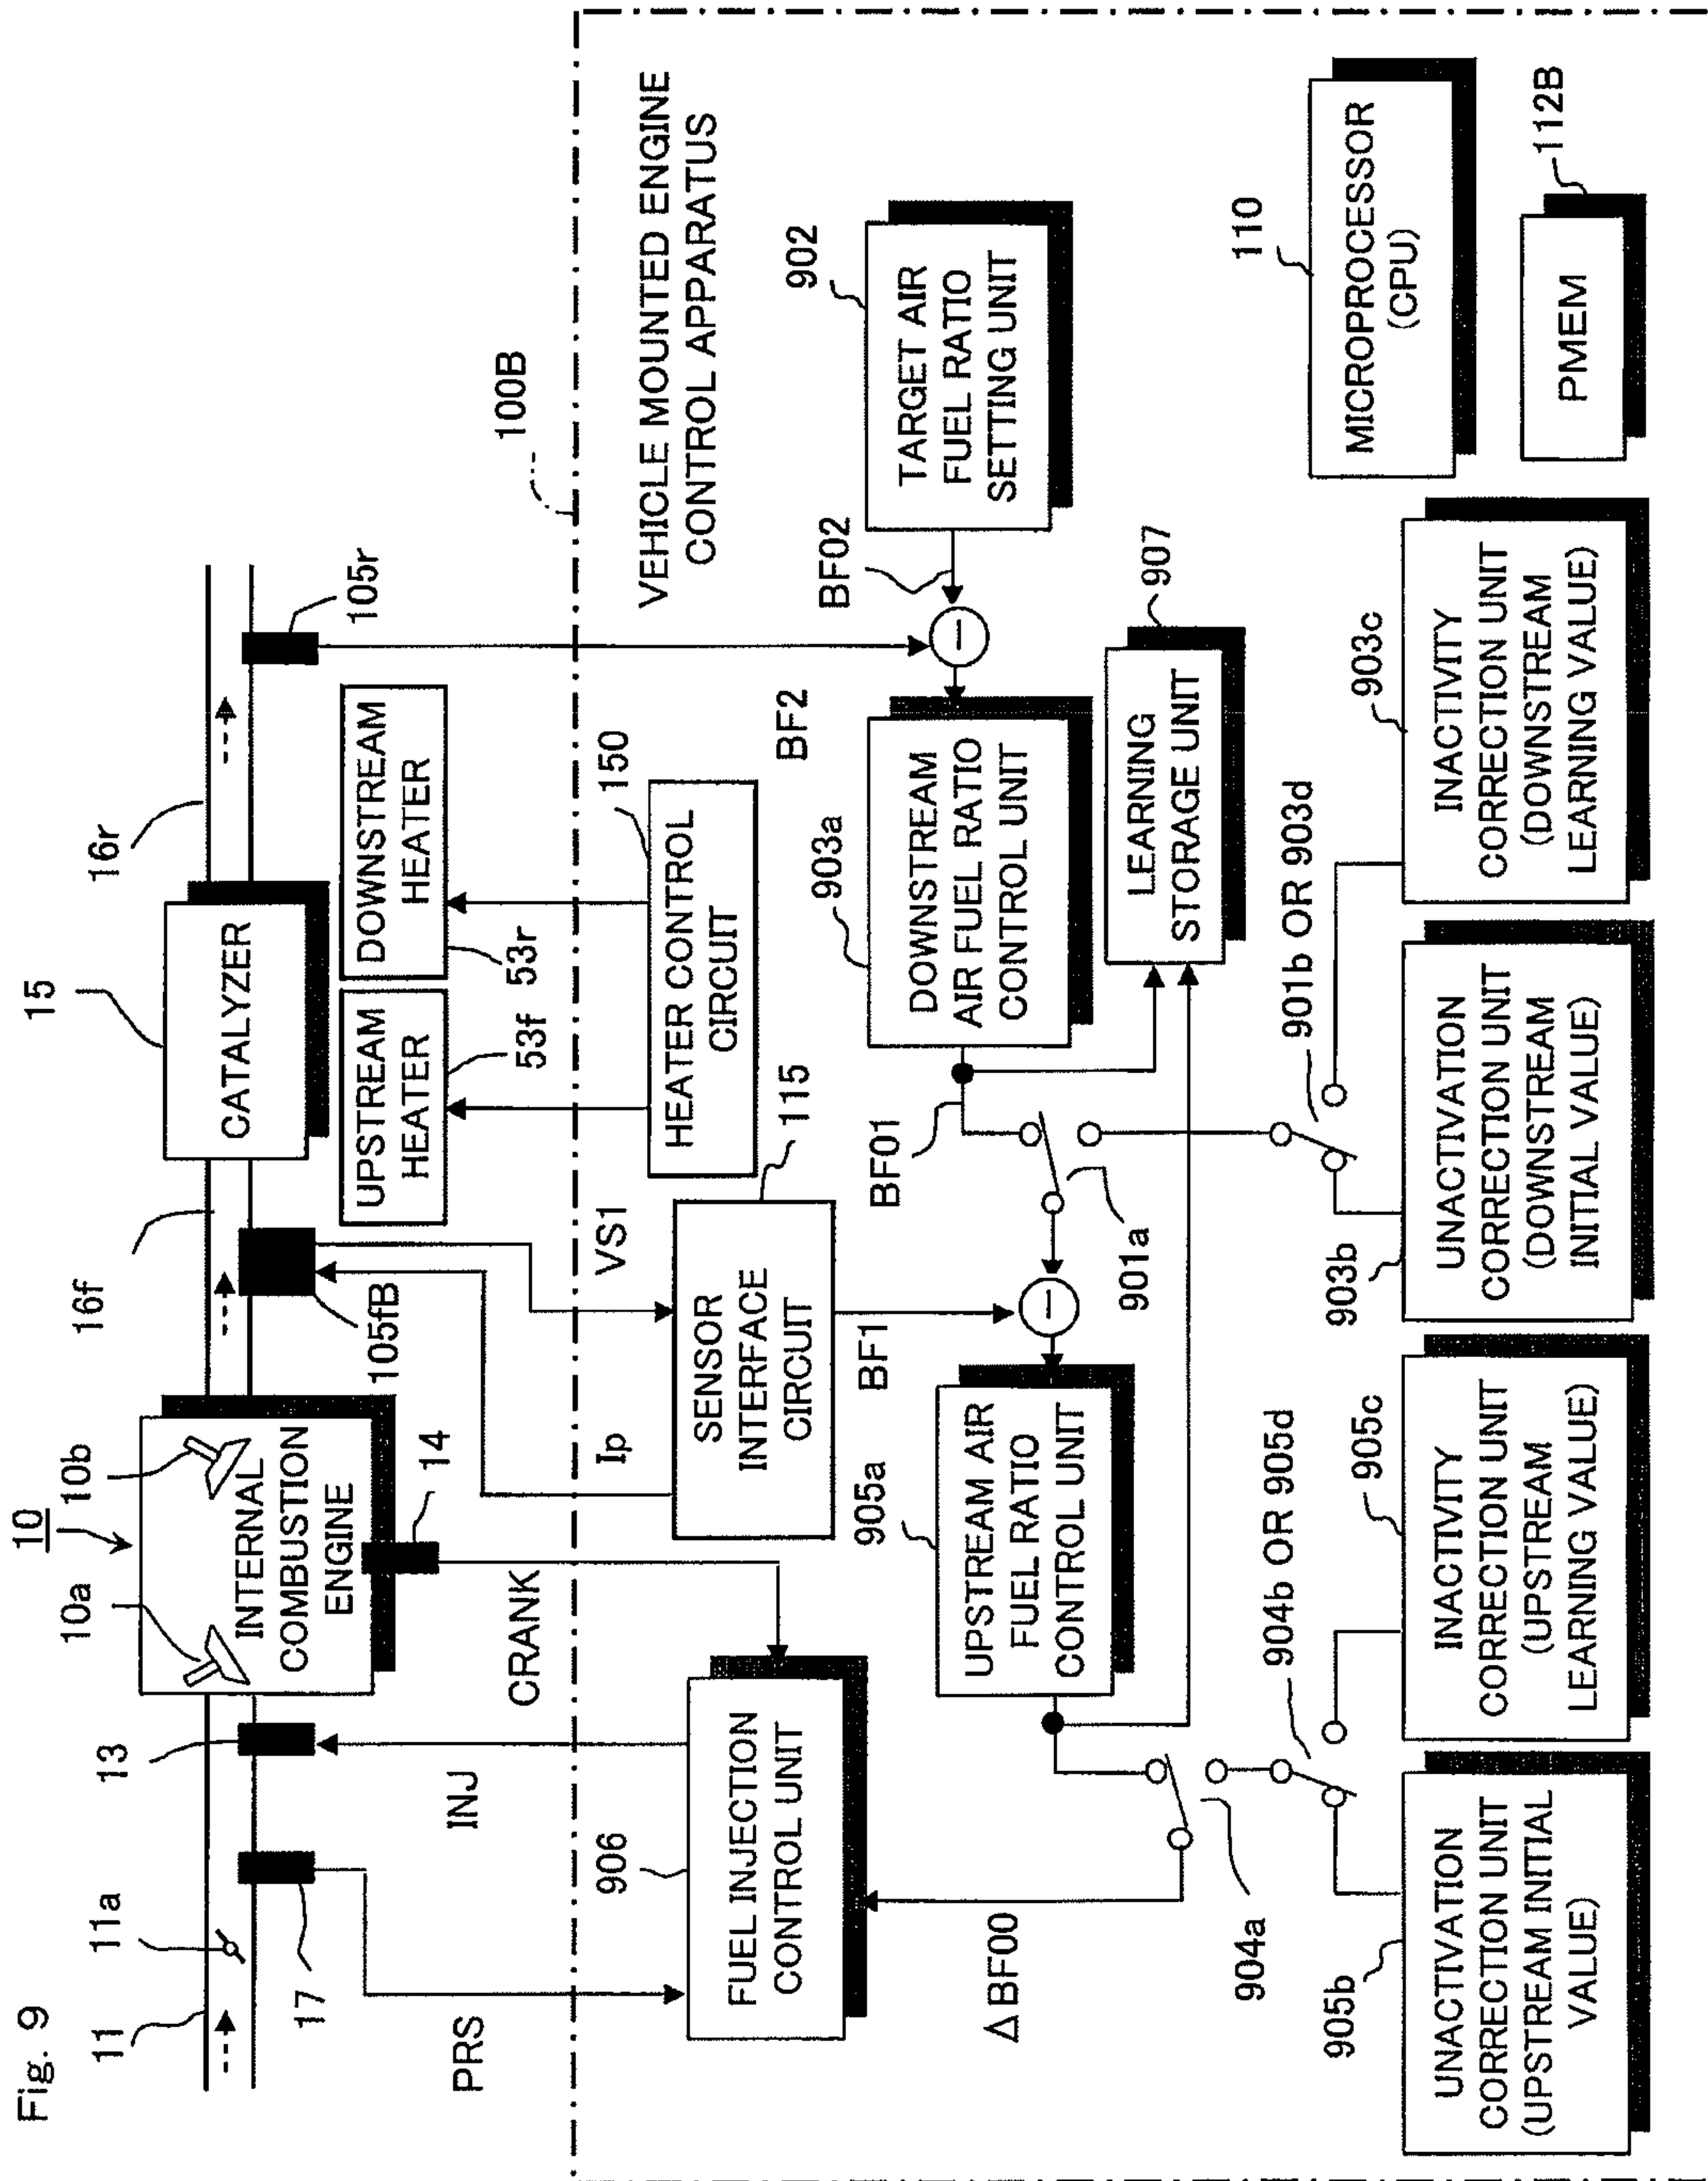 Fig. 9
10
10a
10b
11
11a
17
13
14
INTERNAL
COMBUSTION
ENGINE
16f
105fB
15
CATALYZER
16r
105r
UPSTREAM
HEATER
53f
DOWNSTREAM
HEATER
53r
PRS
INJ
CRANK
Ip
VS1
100B
VEHICLE MOUNTED ENGINE
CONTROL APPARATUS
906
FUEL INJECTION
CONTROL UNIT
SENSOR
INTERFACE
CIRCUIT
115
HEATER CONTROL
CIRCUIT
150
BF1
BF01
BF2
BF02
902
TARGET AIR
FUEL RATIO
SETTING UNIT
903a
DOWNSTREAM
AIR FUEL RATIO
CONTROL UNIT
905a
UPSTREAM AIR
FUEL RATIO
CONTROL UNIT
LEARNING
STORAGE UNIT
907
901a
Δ BF00
904a
904b OR 905d
901b OR 903d
905b
UNACTIVATION
CORRECTION UNIT
(UPSTREAM INITIAL
VALUE)
905c
INACTIVITY
CORRECTION UNIT
(UPSTREAM
LEARNING VALUE)
903b
UNACTIVATION
CORRECTION UNIT
(DOWNSTREAM
INITIAL VALUE)
903c
INACTIVITY
CORRECTION UNIT
(DOWNSTREAM
LEARNING VALUE)
110
MICROPROCESSOR
(CPU)
PMEM
112B